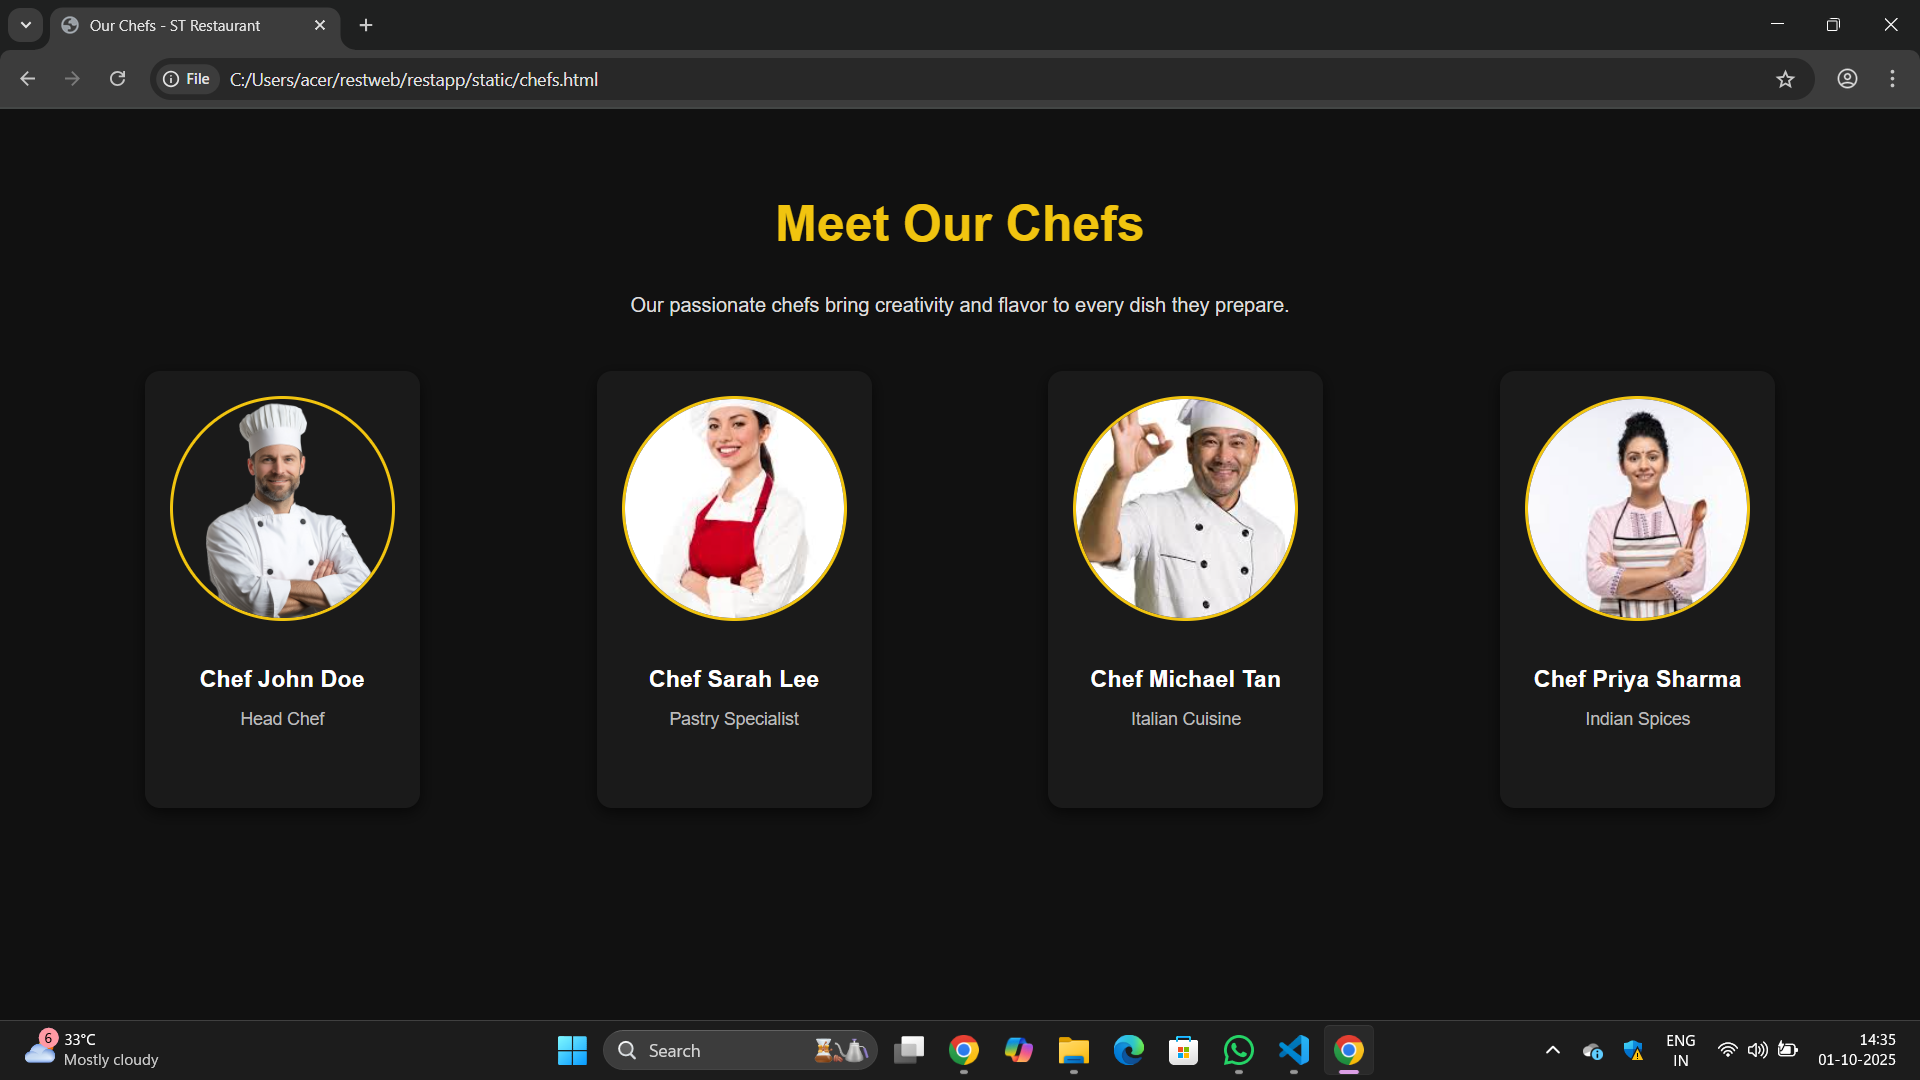 Our Chefs - ST Restaurant
File
C:/Users/acer/restweb/restapp/static/chefs.html
Meet Our Chefs
Our passionate chefs bring creativity and flavor to every dish they prepare.
Chef John Doe
Head Chef
Chef Sarah Lee
Pastry Specialist
Chef Michael Tan
Italian Cuisine
Chef Priya Sharma
Indian Spices
6
33°C
Mostly cloudy
Search
ENG
IN
14:35
01-10-2025